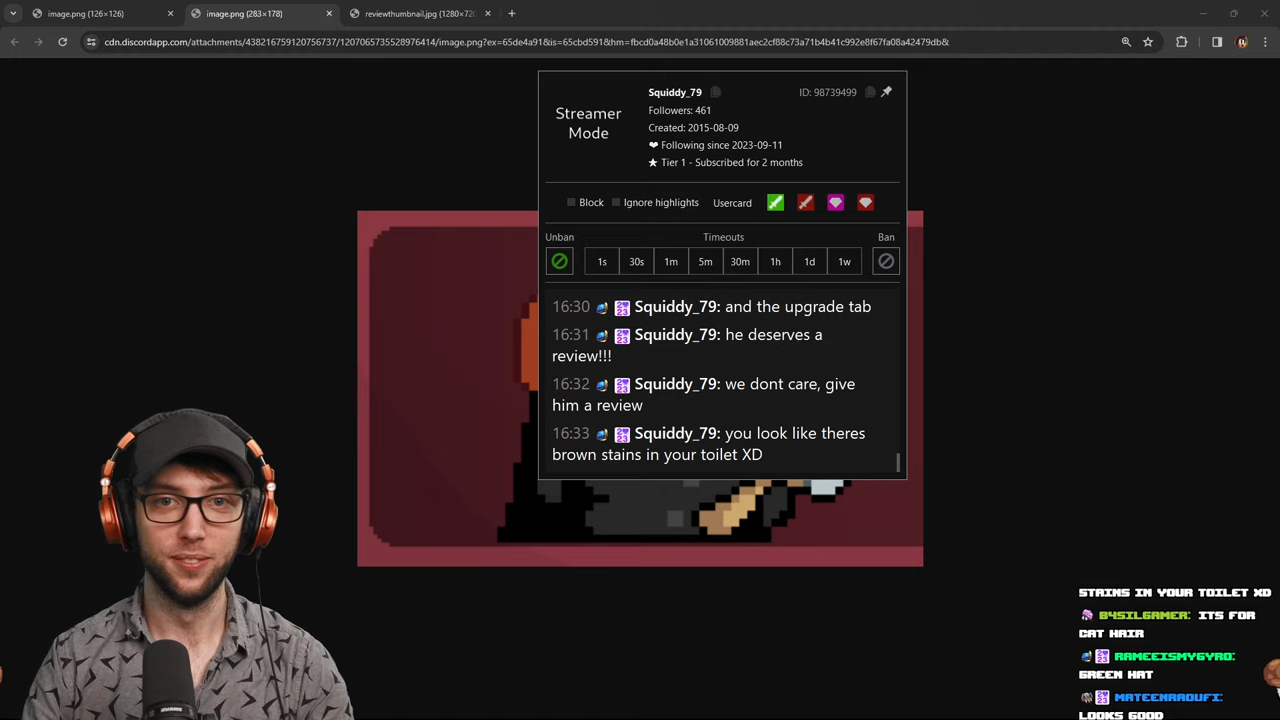 image.png (126×126)
image.png (283×178)
reviewthumbnail.jpg (1280×720
cdn.discordapp.com/attachments/438216759120756737/1207065735528976414/image.png?ex=65de4a91&is=65cbd591&hm=fbcd0a48b0e1a31061009881aec2cf88c73a71b4b41c992e8f67fa08a42479db&
Streamer
Mode
Squiddy_79
ID: 98739499
Followers: 461
Created: 2015-08-09
Following since 2023-09-11
Tier 1 - Subscribed for 2 months
Block Ignore highlights Usercard
Unban Timeouts Ban
1s 30s 1m 5m 30m 1h 1d 1w
16:30 Squiddy_79: and the upgrade tab
16:31 Squiddy_79: he deserves a
review!!!
16:32 Squiddy_79: we dont care, give
him a review
16:33 Squiddy_79: you look like theres
brown stains in your toilet XD
STAINS IN YOUR TOILET XD
B4SILGAMER: ITS FOR
CAT HAIR
RAMEEISMYGYRO:
GREEN HAT
MATEENRAOUFI:
LOOKS GOOD